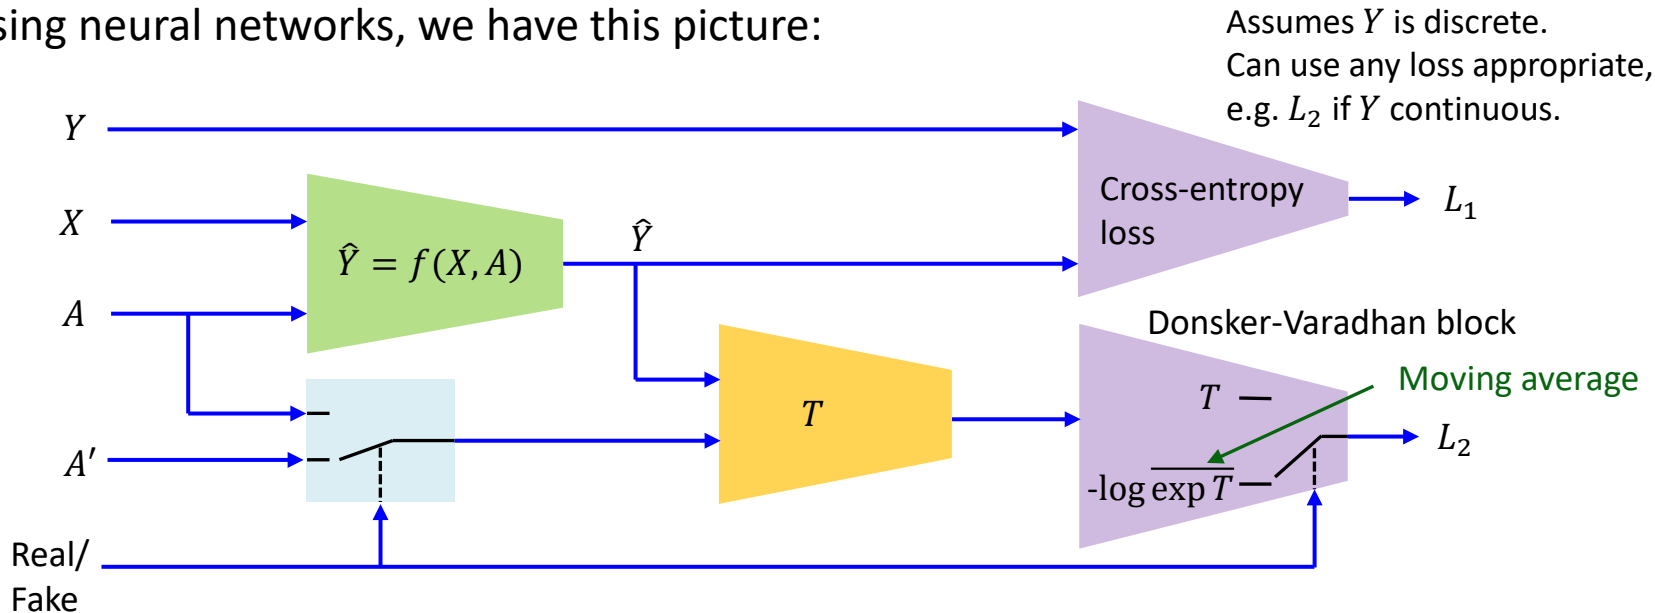 sing neural networks, we have this picture:
Assumes Y is discrete.
Can use any loss appropriate,
e.g. L₂ if Y continuous.
Y
X
A
A′
Real/
Fake
Ŷ = f(X, A)
Ŷ
T
Cross-entropy
loss
L₁
Donsker-Varadhan block
Moving average
T
-log \overline{exp T}
L₂